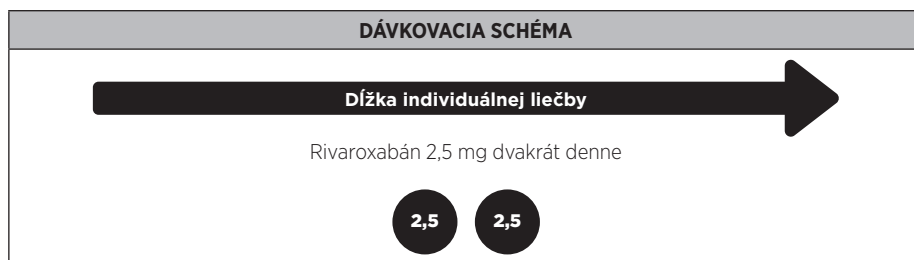 DÁVKOVACIA SCHÉMA
Dĺžka individuálnej liečby
Rivaroxabán 2,5 mg dvakrát denne
2,5 2,5